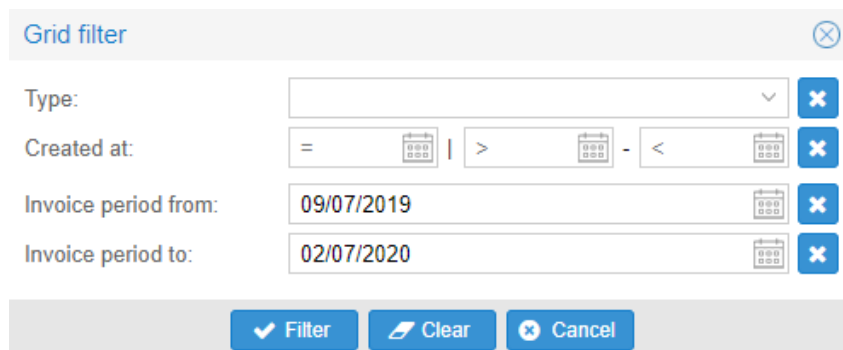 Grid filter
Type:
Created at: = | > - <
Invoice period from: 09/07/2019
Invoice period to: 02/07/2020
Filter Clear Cancel